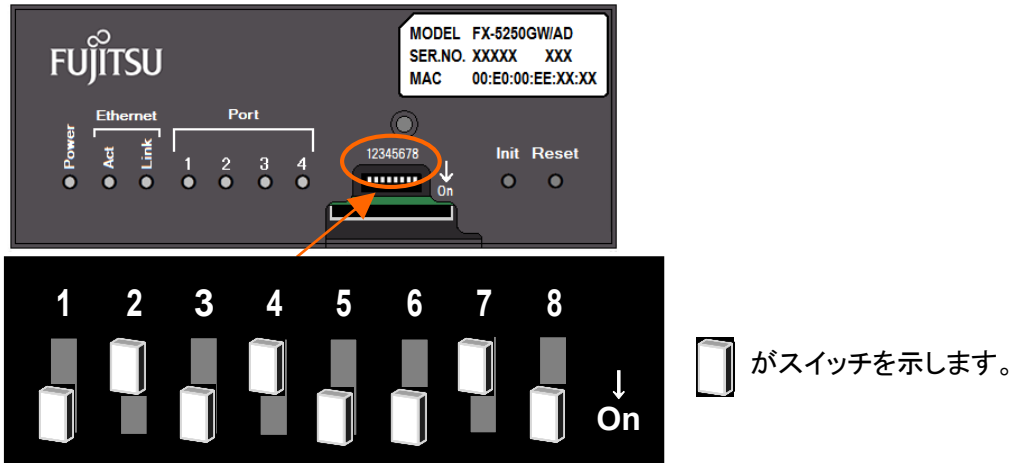 FUJITSU
MODEL FX-5250GW/AD
SER.NO. XXXXX XXX
MAC 00:E0:00:EE:XX:XX
Ethernet Port
Power Act Link 1 2 3 4
12345678
↓
On
Init Reset
1 2 3 4 5 6 7 8
↓
On
がスイッチを示します。